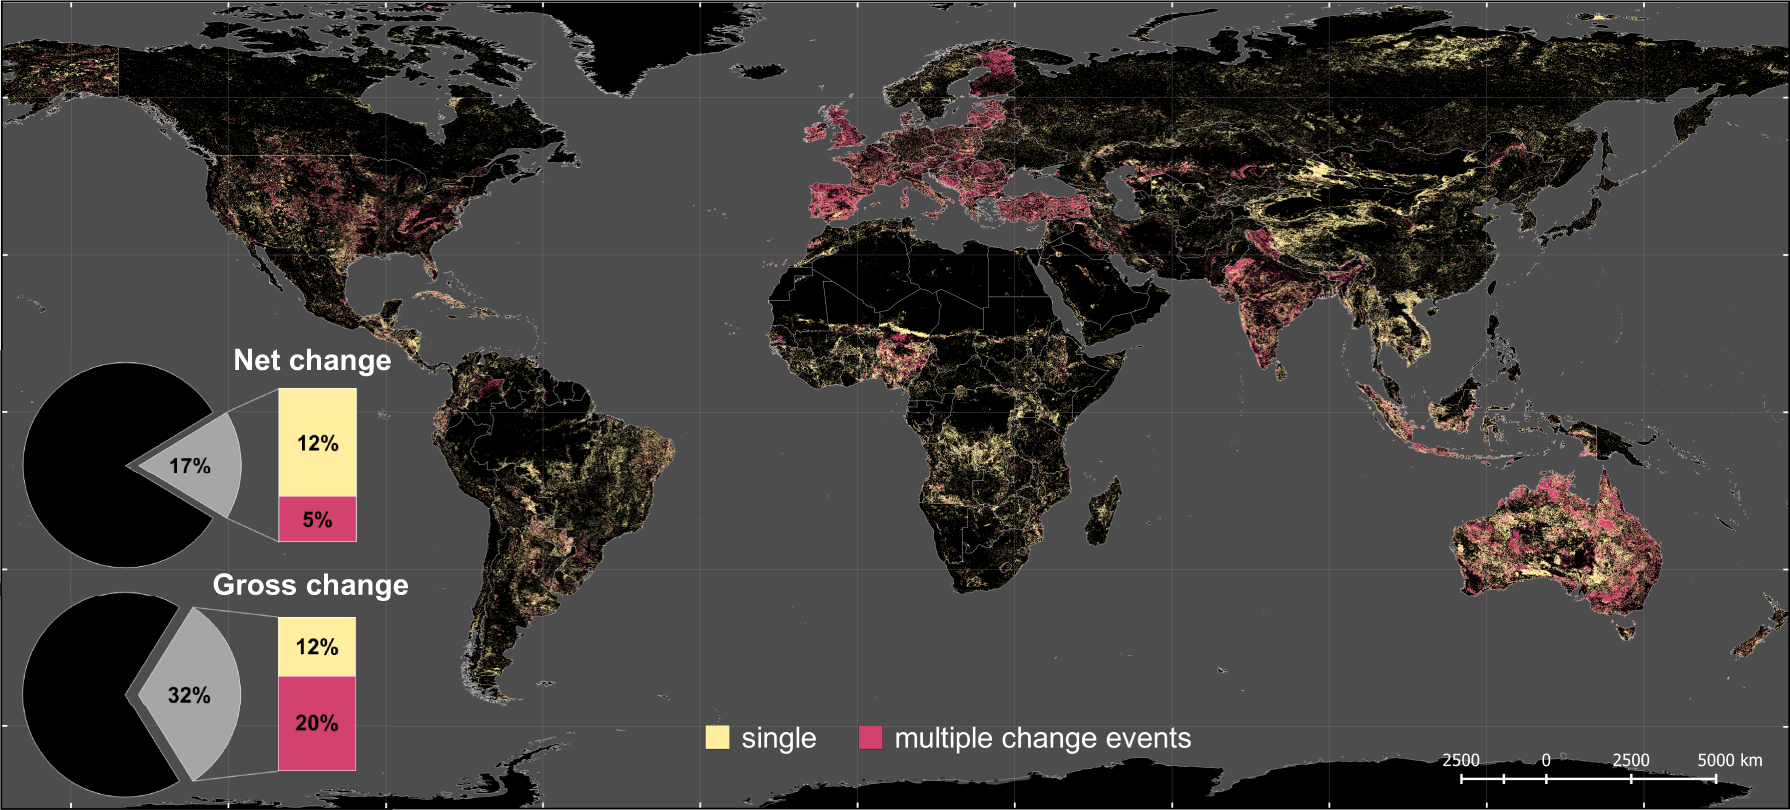 Net change
17%
12%
5%
Gross change
32%
12%
20%
single
multiple change events
2500 0 2500 5000 km